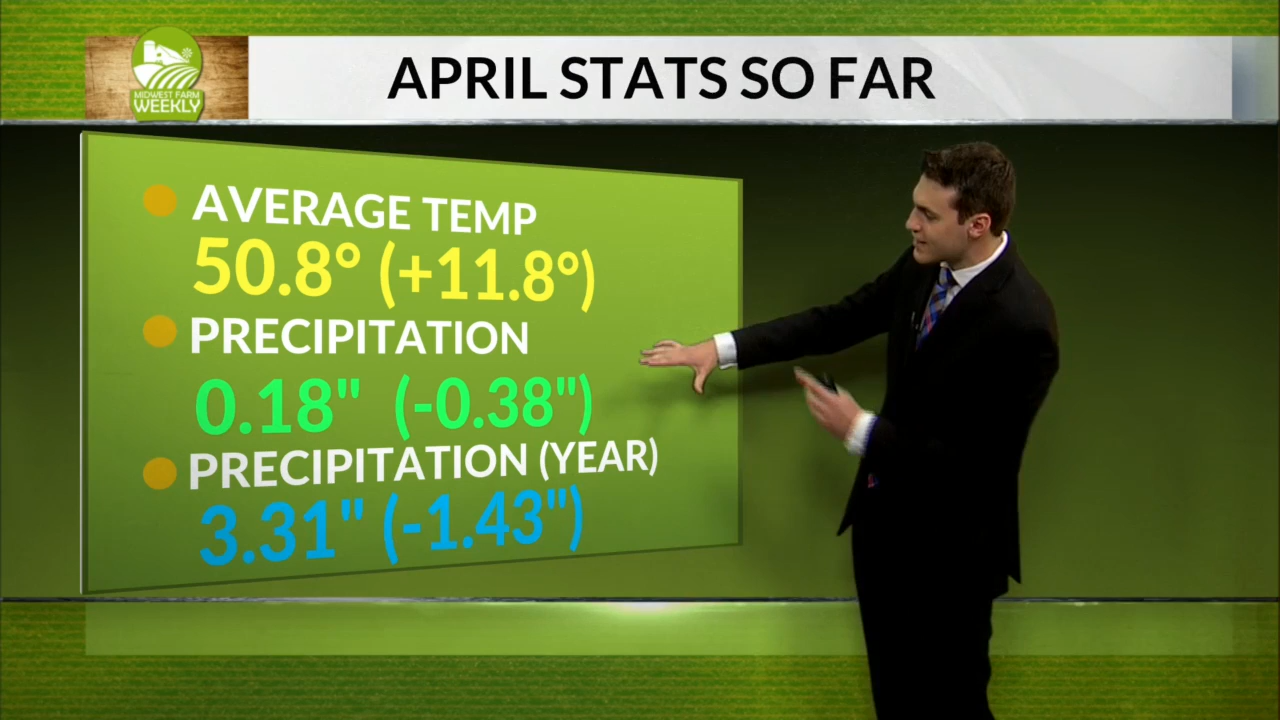 MIDWEST FARM
WEEKLY
APRIL STATS SO FAR
AVERAGE TEMP
50.8° (+11.8°)
PRECIPITATION
0.18" (-0.38")
PRECIPITATION (YEAR)
3.31" (-1.43")